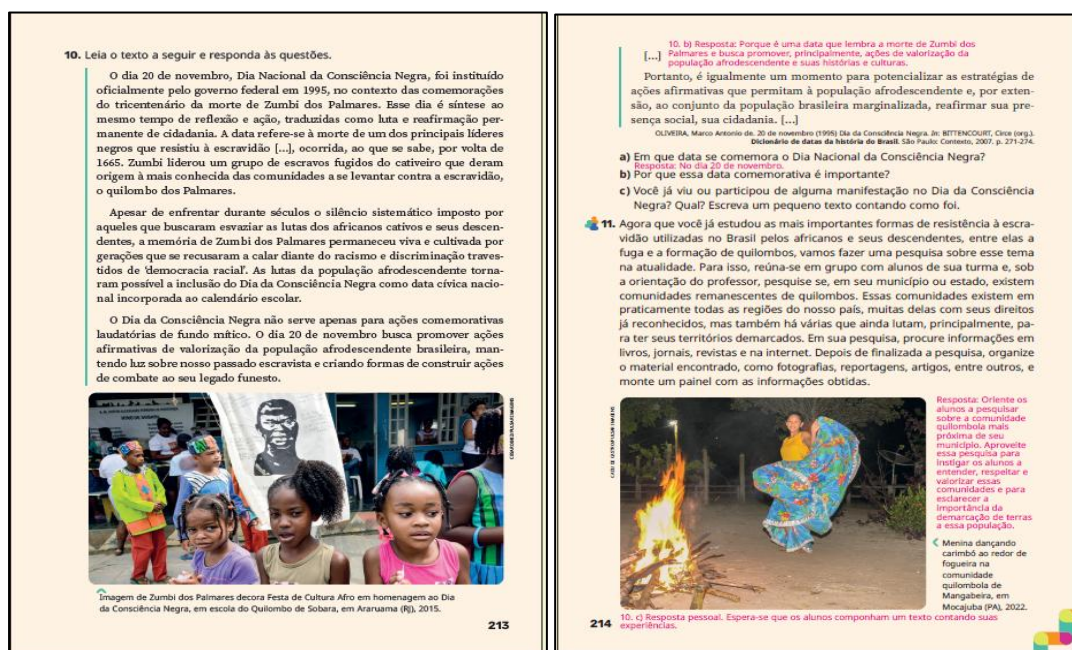 10. Leia o texto a seguir e responda às questões.
O dia 20 de novembro, Dia Nacional da Consciência Negra, foi instituído
oficialmente pelo governo federal em 1995, no contexto das comemorações
do tricentenário da morte de Zumbi dos Palmares. Esse dia é síntese ao
mesmo tempo de reflexão e ação, traduzidas como luta e reafirmação per-
manente de cidadania. A data refere-se à morte de um dos principais líderes
negros que resistiu à escravidão [...], ocorrida, ao que se sabe, por volta de
1665. Zumbi liderou um grupo de escravos fugidos do cativeiro que deram
origem à mais conhecida das comunidades a se levantar contra a escravidão,
o quilombo dos Palmares.
Apesar de enfrentar durante séculos o silêncio sistemático imposto por
aqueles que buscaram esvaziar as lutas dos africanos cativos e seus descen-
dentes, a memória de Zumbi dos Palmares permaneceu viva e cultivada por
gerações que se recusaram a calar diante do racismo e discriminação traves-
tidos de 'democracia racial'. As lutas da população afrodescendente torna-
ram possível a inclusão do Dia da Consciência Negra como data cívica nacio-
nal incorporada ao calendário escolar.
O Dia da Consciência Negra não serve apenas para ações comemorativas
laudatórias de fundo mítico. O dia 20 de novembro busca promover ações
afirmativas de valorização da população afrodescendente brasileira, man-
tendo luz sobre nosso passado escravista e criando formas de construir ações
de combate ao seu legado funesto.
Imagem de Zumbi dos Palmares decora Festa de Cultura Afro em homenagem ao Dia
da Consciência Negra, em escola do Quilombo de Sobara, em Araruama (RJ), 2015.
213
10. b) Resposta: Porque é uma data que lembra a morte de Zumbi dos
Palmares e busca promover, principalmente, ações de valorização da
população afrodescendente e suas histórias e culturas.
[...]
Portanto, é igualmente um momento para potencializar as estratégias de
ações afirmativas que permitam à população afrodescendente e, por exten-
são, ao conjunto da população brasileira marginalizada, reafirmar sua pre-
sença social, sua cidadania. [...]
OLIVEIRA, Marco Antonio de. 20 de novembro (1995) Dia da Consciência Negra. In: BITTENCOURT, Circe (org.).
Dicionário de datas da história do Brasil. São Paulo: Contexto, 2007. p. 271-274.
a) Em que data se comemora o Dia Nacional da Consciência Negra?
Resposta: No dia 20 de novembro.
b) Por que essa data comemorativa é importante?
c) Você já viu ou participou de alguma manifestação no Dia da Consciência
Negra? Qual? Escreva um pequeno texto contando como foi.
11. Agora que você já estudou as mais importantes formas de resistência à escra-
vidão utilizadas no Brasil pelos africanos e seus descendentes, entre elas a
fuga e a formação de quilombos, vamos fazer uma pesquisa sobre esse tema
na atualidade. Para isso, reúna-se em grupo com alunos de sua turma e, sob
a orientação do professor, pesquise se, em seu município ou estado, existem
comunidades remanescentes de quilombos. Essas comunidades existem em
praticamente todas as regiões do nosso país, muitas delas com seus direitos
já reconhecidos, mas também há várias que ainda lutam, principalmente, pa-
ra ter seus territórios demarcados. Em sua pesquisa, procure informações em
livros, jornais, revistas e na internet. Depois de finalizada a pesquisa, organize
o material encontrado, como fotografias, reportagens, artigos, entre outros, e
monte um painel com as informações obtidas.
Resposta: Oriente os
alunos a pesquisar
sobre a comunidade
quilombola mais
próxima de seu
município. Aproveite
essa pesquisa para
instigar os alunos a
entender, respeitar e
valorizar essas
comunidades e para
esclarecer a
importância da
demarcação de terras
a essa população.
Menina dançando
carimbó ao redor de
fogueira na
comunidade
quilombola de
Mangabeira, em
Mocajuba (PA), 2022.
214
10. c) Resposta pessoal. Espera-se que os alunos componham um texto contando suas
experiências.